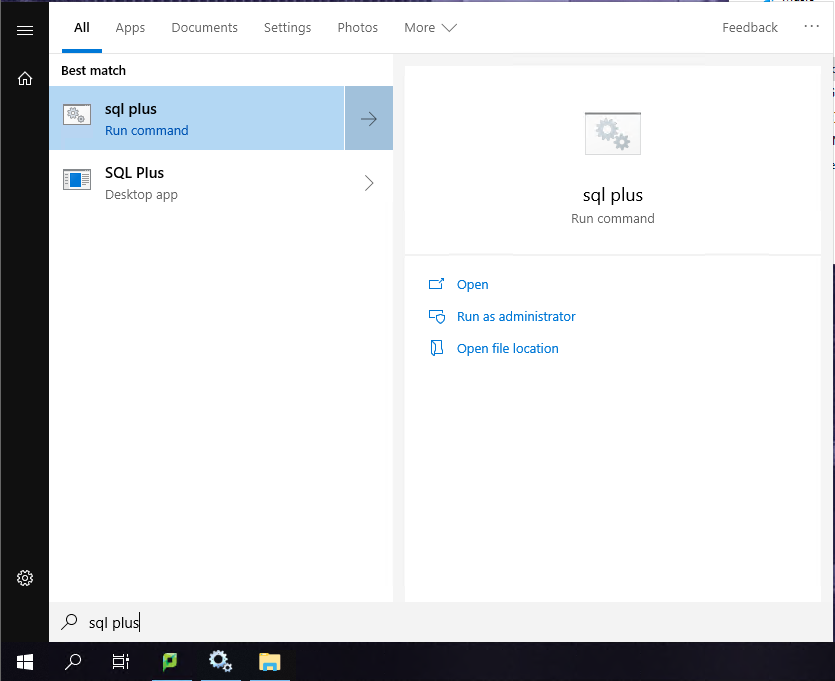 All Apps Documents Settings Photos More Feedback ...
Best match
sql plus
Run command
SQL Plus
Desktop app
sql plus
Run command
Open
Run as administrator
Open file location
sql plus